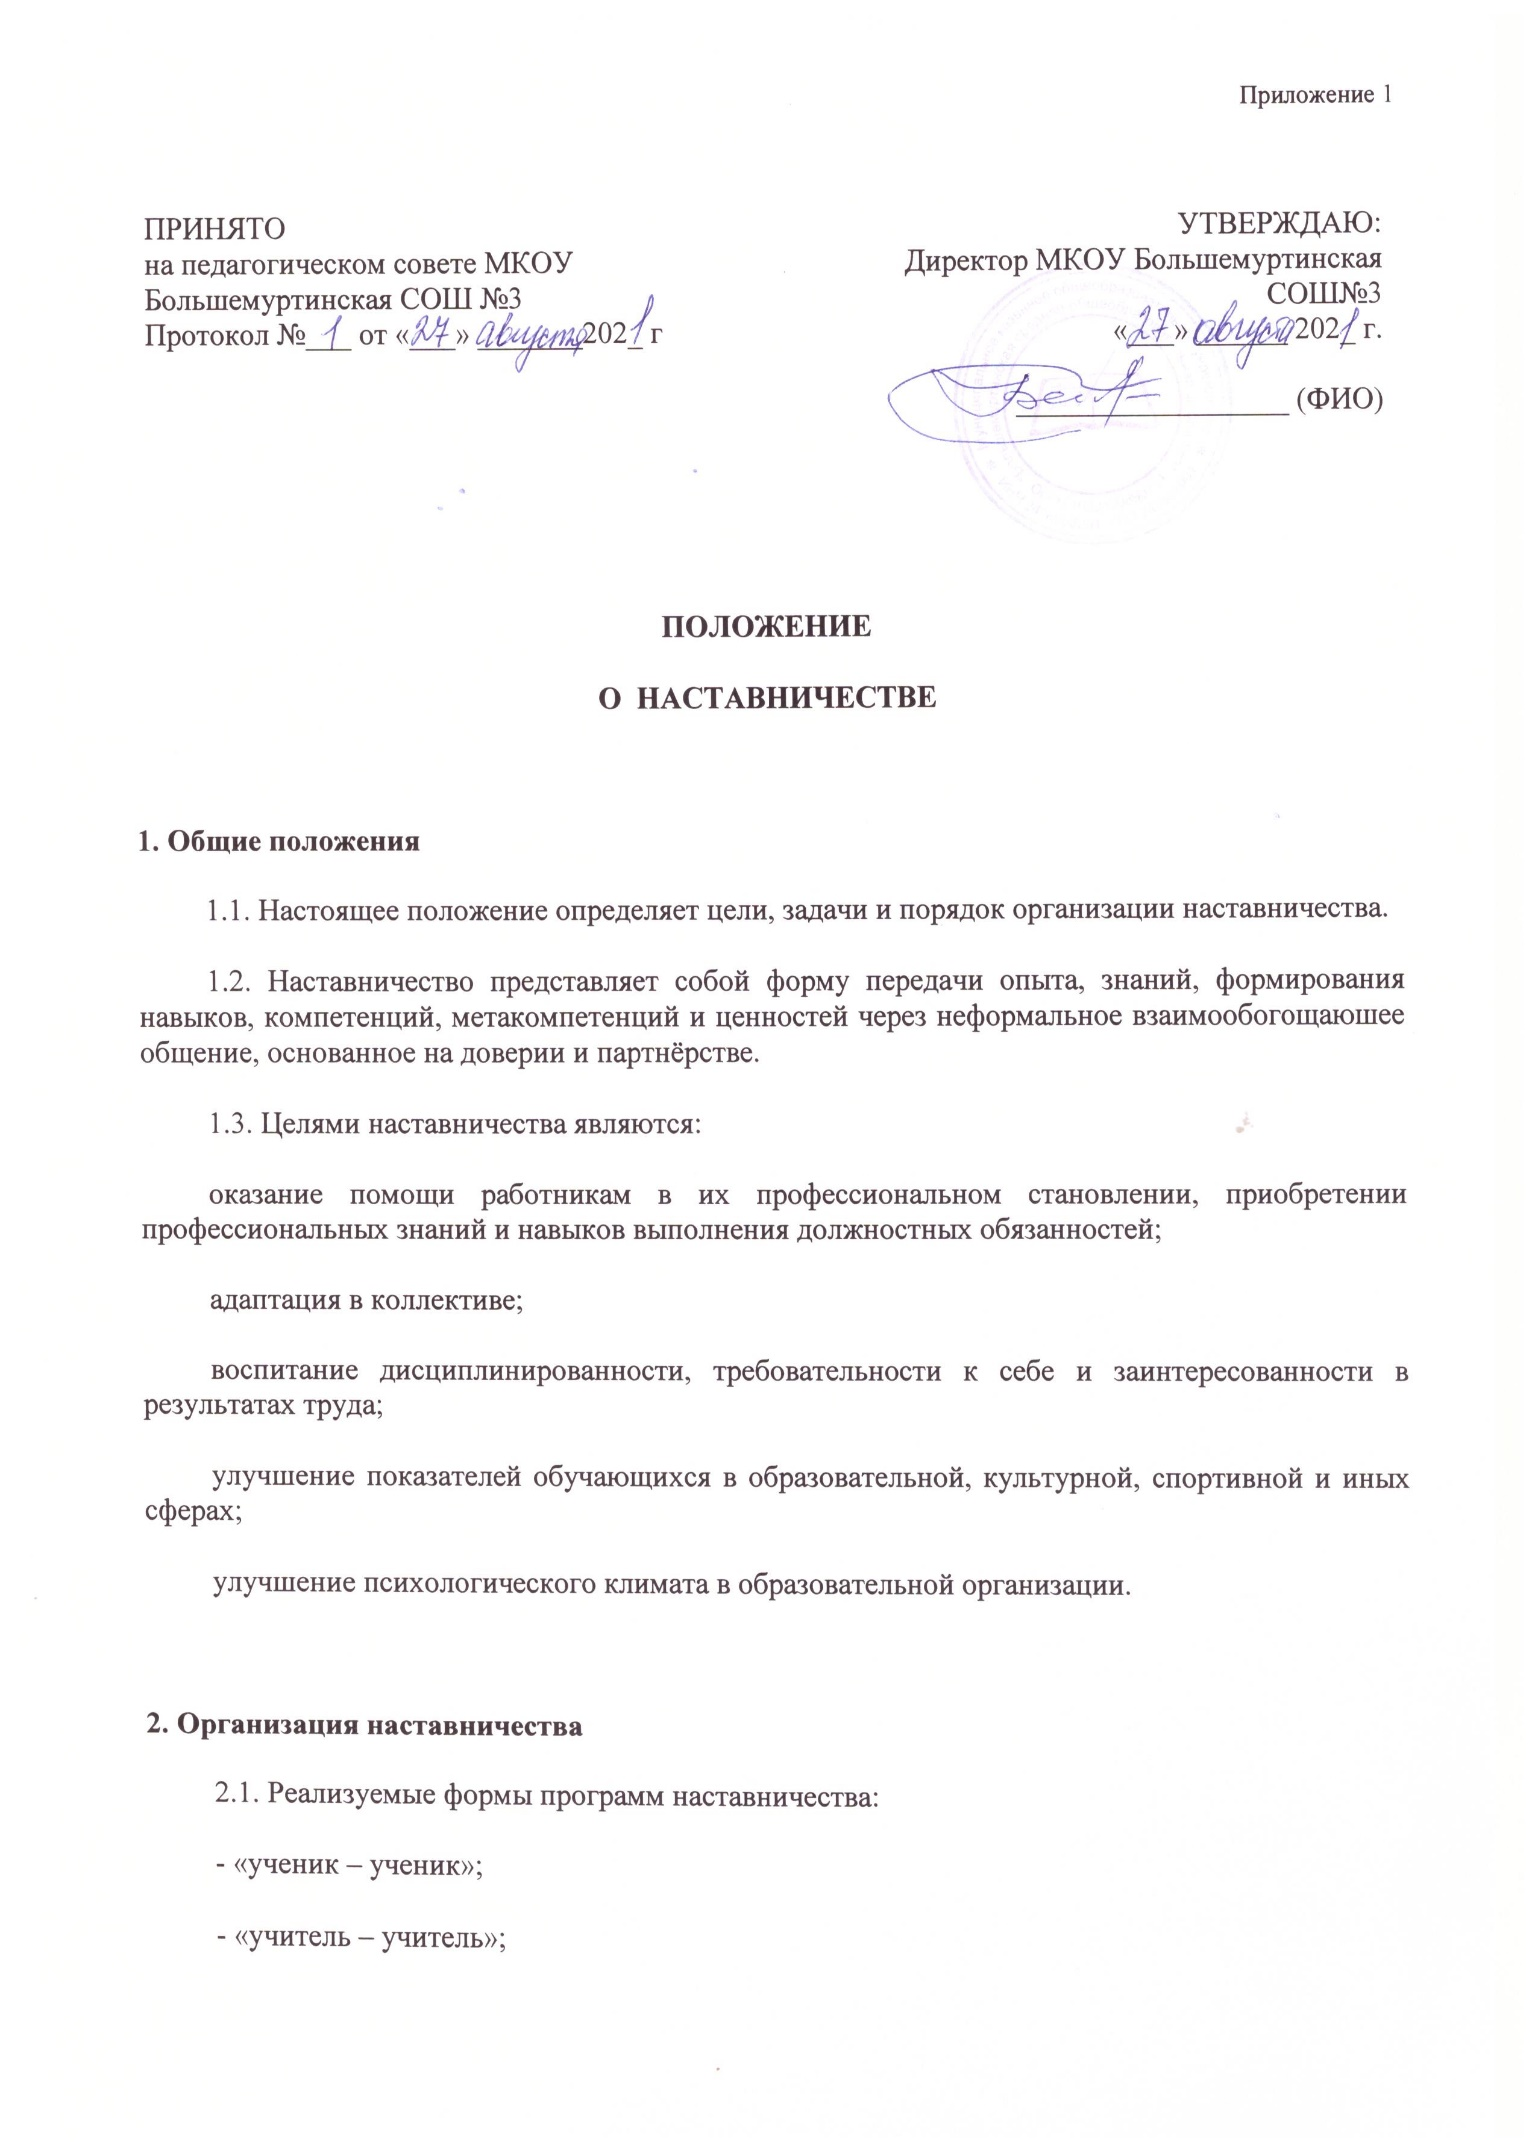 Приложение 1
ПРИНЯТО
на педагогическом совете МКОУ
Большемуртинская СОШ №3
Протокол № 1 от «27» августа 2021 г
УТВЕРЖДАЮ:
Директор МКОУ Большемуртинская
СОШ№3
«27» августа 2021 г.
(ФИО)
ПОЛОЖЕНИЕ
О НАСТАВНИЧЕСТВЕ
1. Общие положения
1.1. Настоящее положение определяет цели, задачи и порядок организации наставничества.
1.2. Наставничество представляет собой форму передачи опыта, знаний, формирования
навыков, компетенций, метакомпетенций и ценностей через неформальное взаимообогощаюшее
общение, основанное на доверии и партнёрстве.
1.3. Целями наставничества являются:
оказание помощи работникам в их профессиональном становлении, приобретении
профессиональных знаний и навыков выполнения должностных обязанностей;
адаптация в коллективе;
воспитание дисциплинированности, требовательности к себе и заинтересованности в
результатах труда;
улучшение показателей обучающихся в образовательной, культурной, спортивной и иных
сферах;
улучшение психологического климата в образовательной организации.
2. Организация наставничества
2.1. Реализуемые формы программ наставничества:
- «ученик – ученик»;
- «учитель – учитель»;